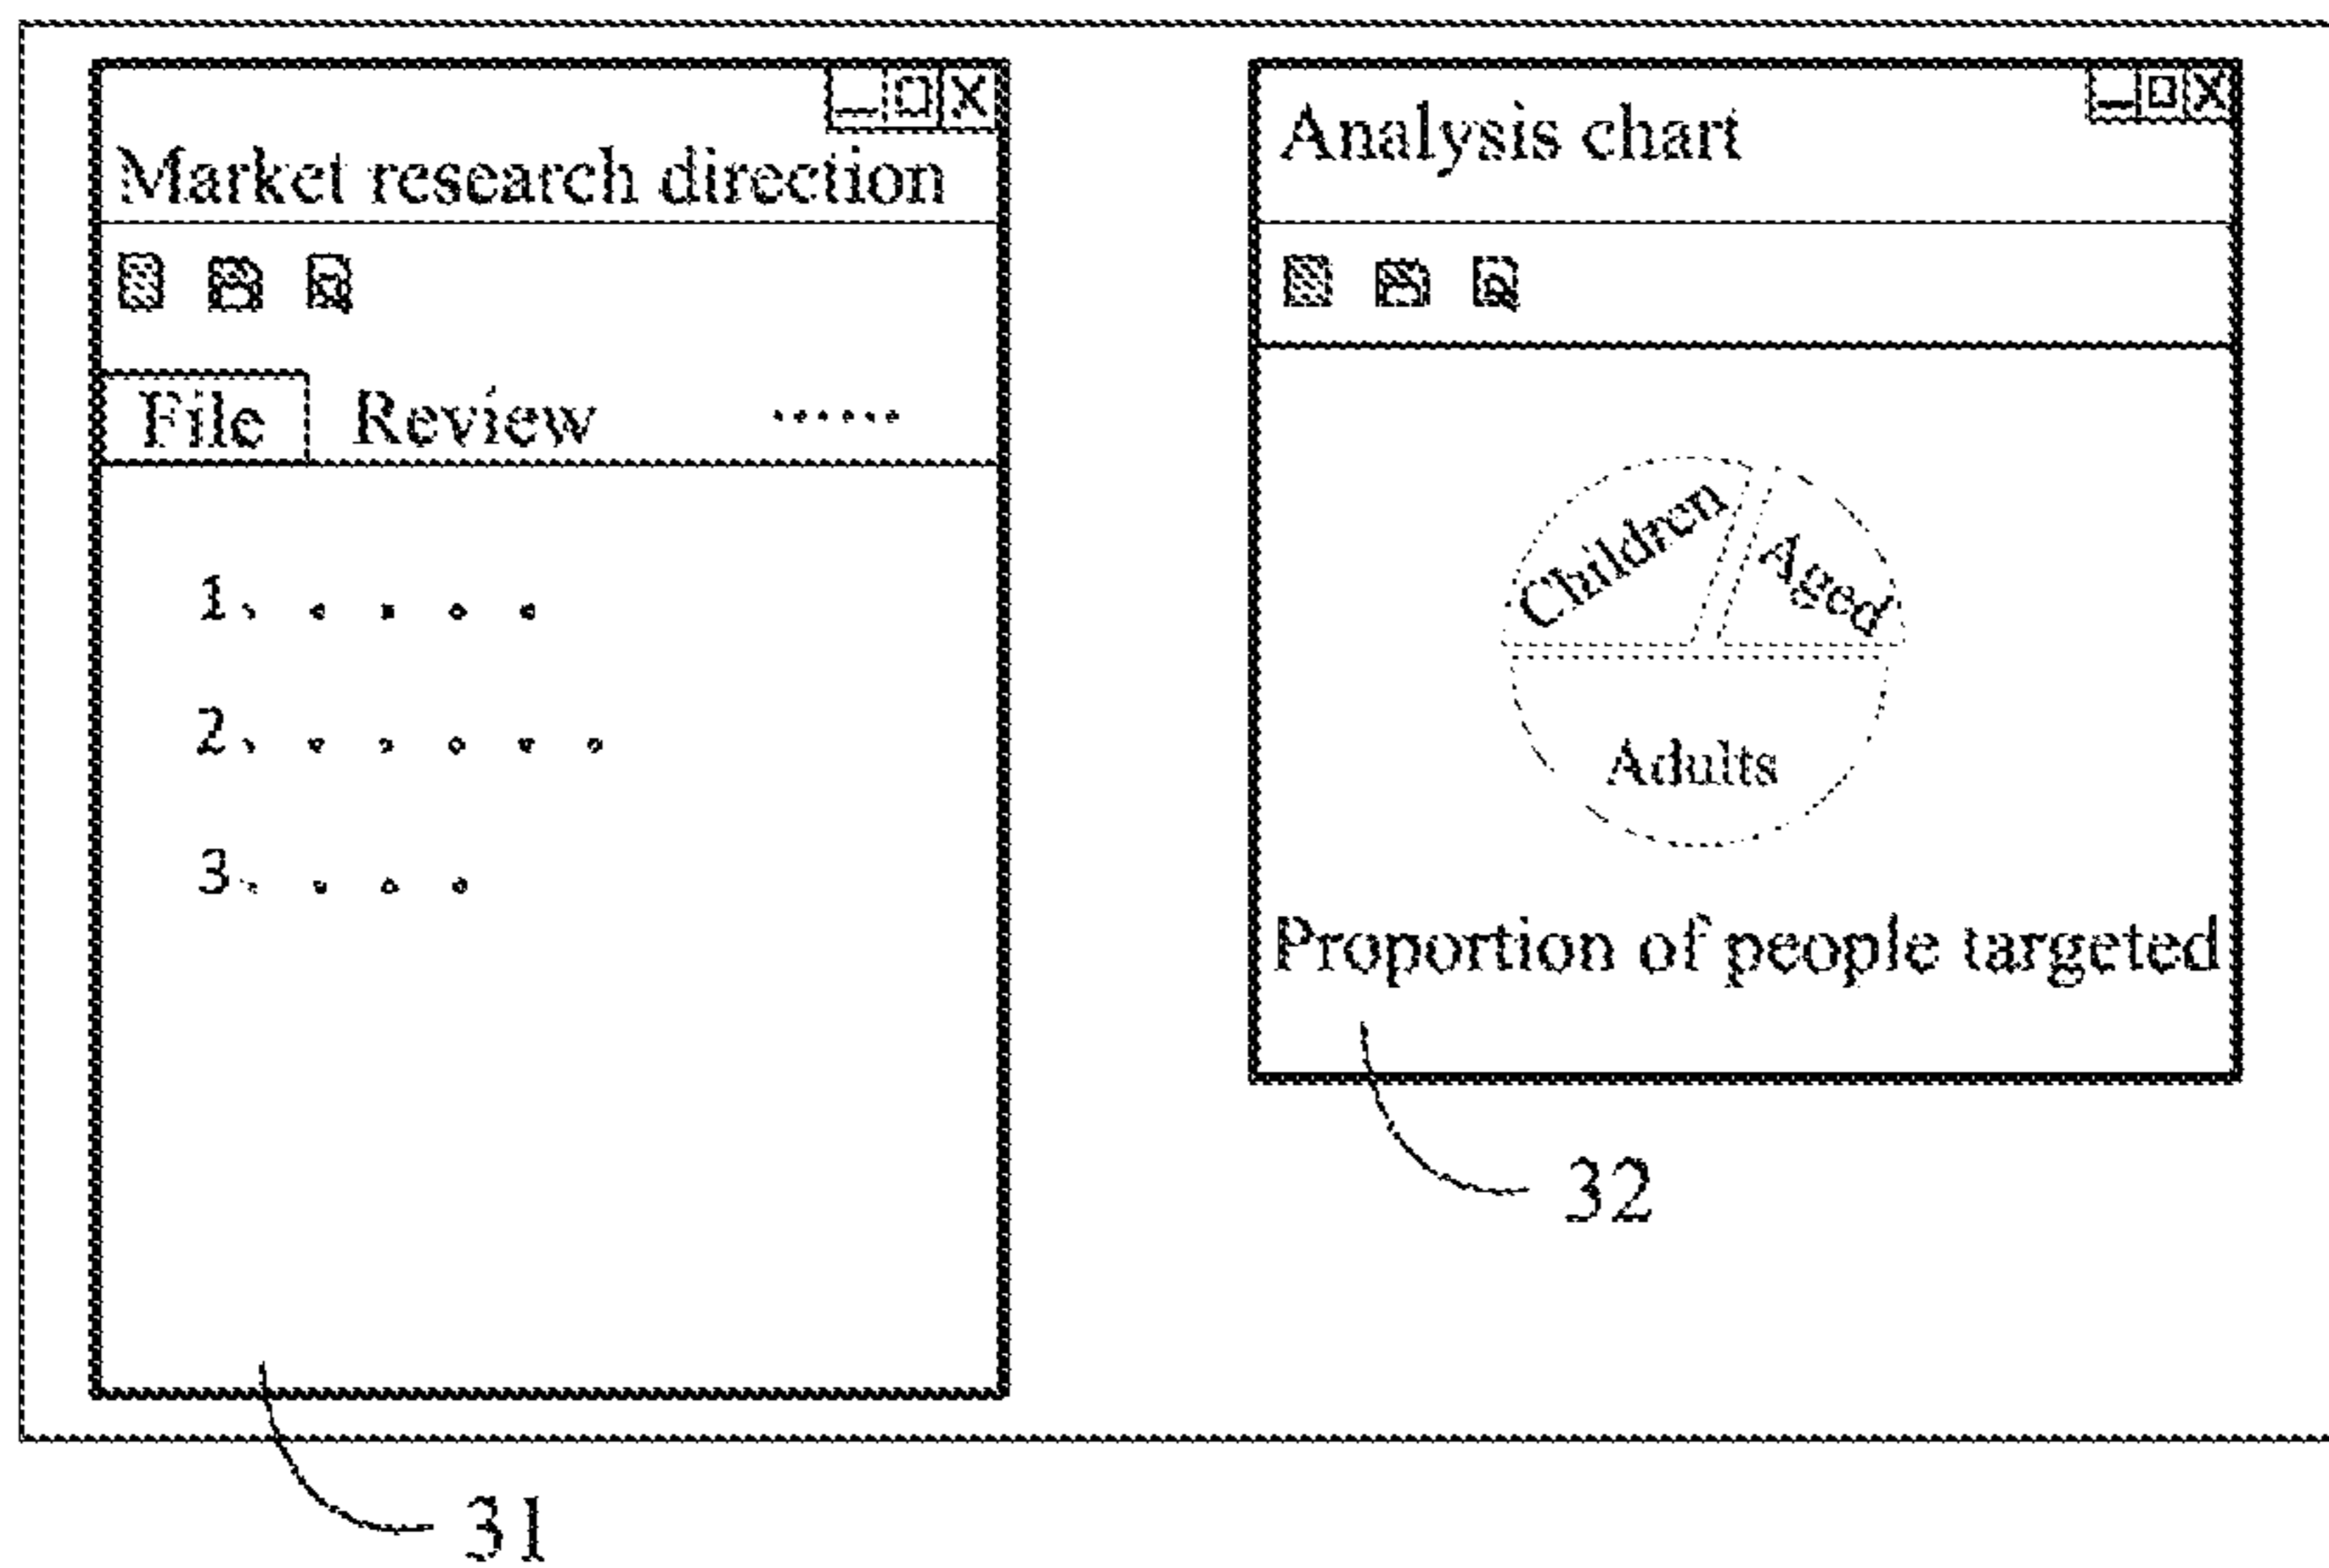 Market research direction
File Review ......
1. . . . .
2. . . . . .
3. . . .
31
Analysis chart
Children
Aged
Adults
Proportion of people targeted
32